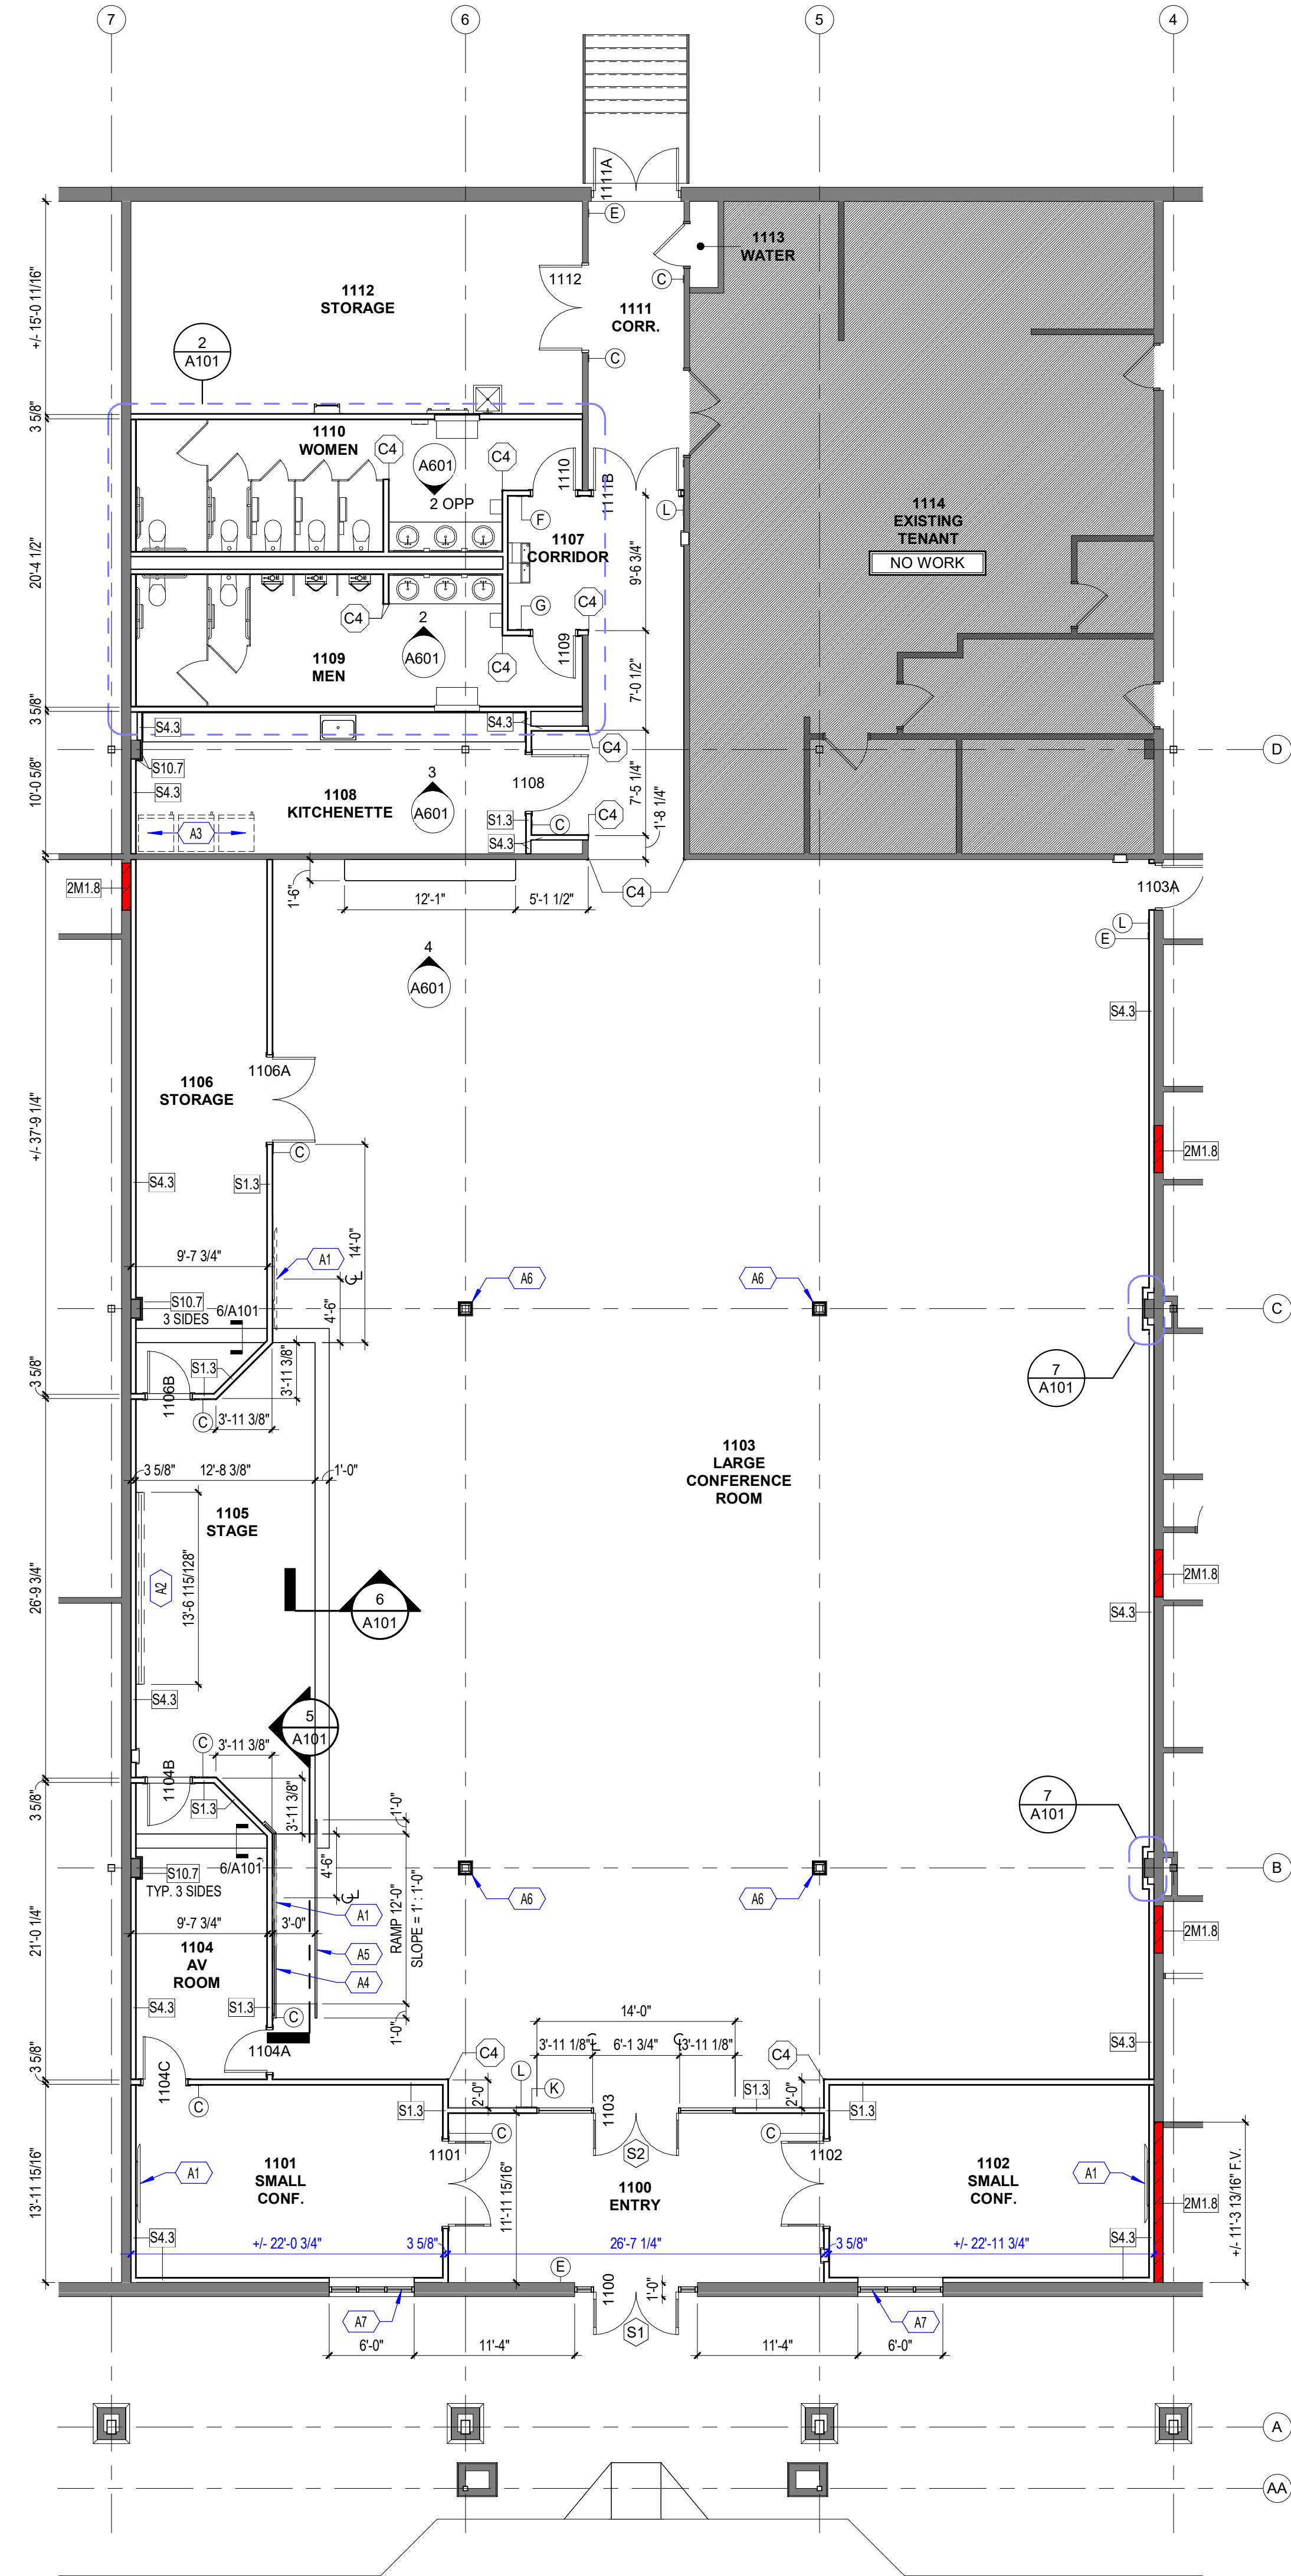 7
6
5
4
1111A
E
1113
WATER
1112
1112
STORAGE
C
1111
CORR.
+/- 15'-0 11/16"
2
A101
C
3 5/8"
1110
WOMEN
C4
A601
2 OPP
C4
1110
1111B
L
F
1107
CORRIDOR
1114
EXISTING
TENANT
NO WORK
20'-4 1/2"
9'-6 3/4"
C4
G
C4
2
A601
1109
MEN
C4
1109
7'-0 1/2"
3 5/8"
S4.3
S4.3
C4
D
S10.7
S4.3
3
A601
1108
1108
KITCHENETTE
10'-0 5/8"
7'-5 1/4"
1'-8 1/4"
A3
S1.3
C
C4
S4.3
2M1.8
1'-6"
12'-1"
5'-1 1/2"
C4
1103A
L
E
4
A601
S4.3
1106A
1106
STORAGE
C
2M1.8
+/- 37'-9 1/4"
S4.3
S1.3
14'-0"
9'-7 3/4"
A1
4'-6"
A6
A6
C
S10.7
3 SIDES
6/A101
S1.3
3'-11 3/8"
7
A101
3 5/8"
1106B
C
3'-11 3/8"
1103
LARGE
CONFERENCE
ROOM
3 5/8"
12'-8 3/8"
1'-0"
1105
STAGE
A2
13'-6 115/128"
2M1.8
26'-9 3/4"
6
A101
S4.3
S4.3
5
A101
C
3'-11 3/8"
1104B
S1.3
3'-11 3/8"
1'-0"
7
A101
3 5/8"
S10.7
TYP. 3 SIDES
6/A101
4'-6"
A6
A6
B
RAMP 12'-0"
SLOPE = 1' : 1'-0"
9'-7 3/4"
3'-0"
A1
A5
A4
2M1.8
21'-0 1/4"
1104
AV
ROOM
S4.3
S1.3
C
1'-0"
14'-0"
3'-11 1/8"
6'-1 3/4"
3'-11 1/8"
S4.3
3 5/8"
1104C
1104A
C4
C4
C
S1.3
2'-0"
L
K
1103
S1.3
2'-0"
S1.3
1101
C
S2
C
1102
1101
SMALL
CONF.
A1
1100
ENTRY
1102
SMALL
CONF.
A1
2M1.8
13'-11 15/16"
11'-11 15/16"
+/- 11'-3 13/16" F.V.
S4.3
S4.3
+/- 22'-0 3/4"
3 5/8"
26'-7 1/4"
3 5/8"
+/- 22'-11 3/4"
E
1100
1'-0"
A7
S1
A7
6'-0"
11'-4"
11'-4"
6'-0"
A
AA